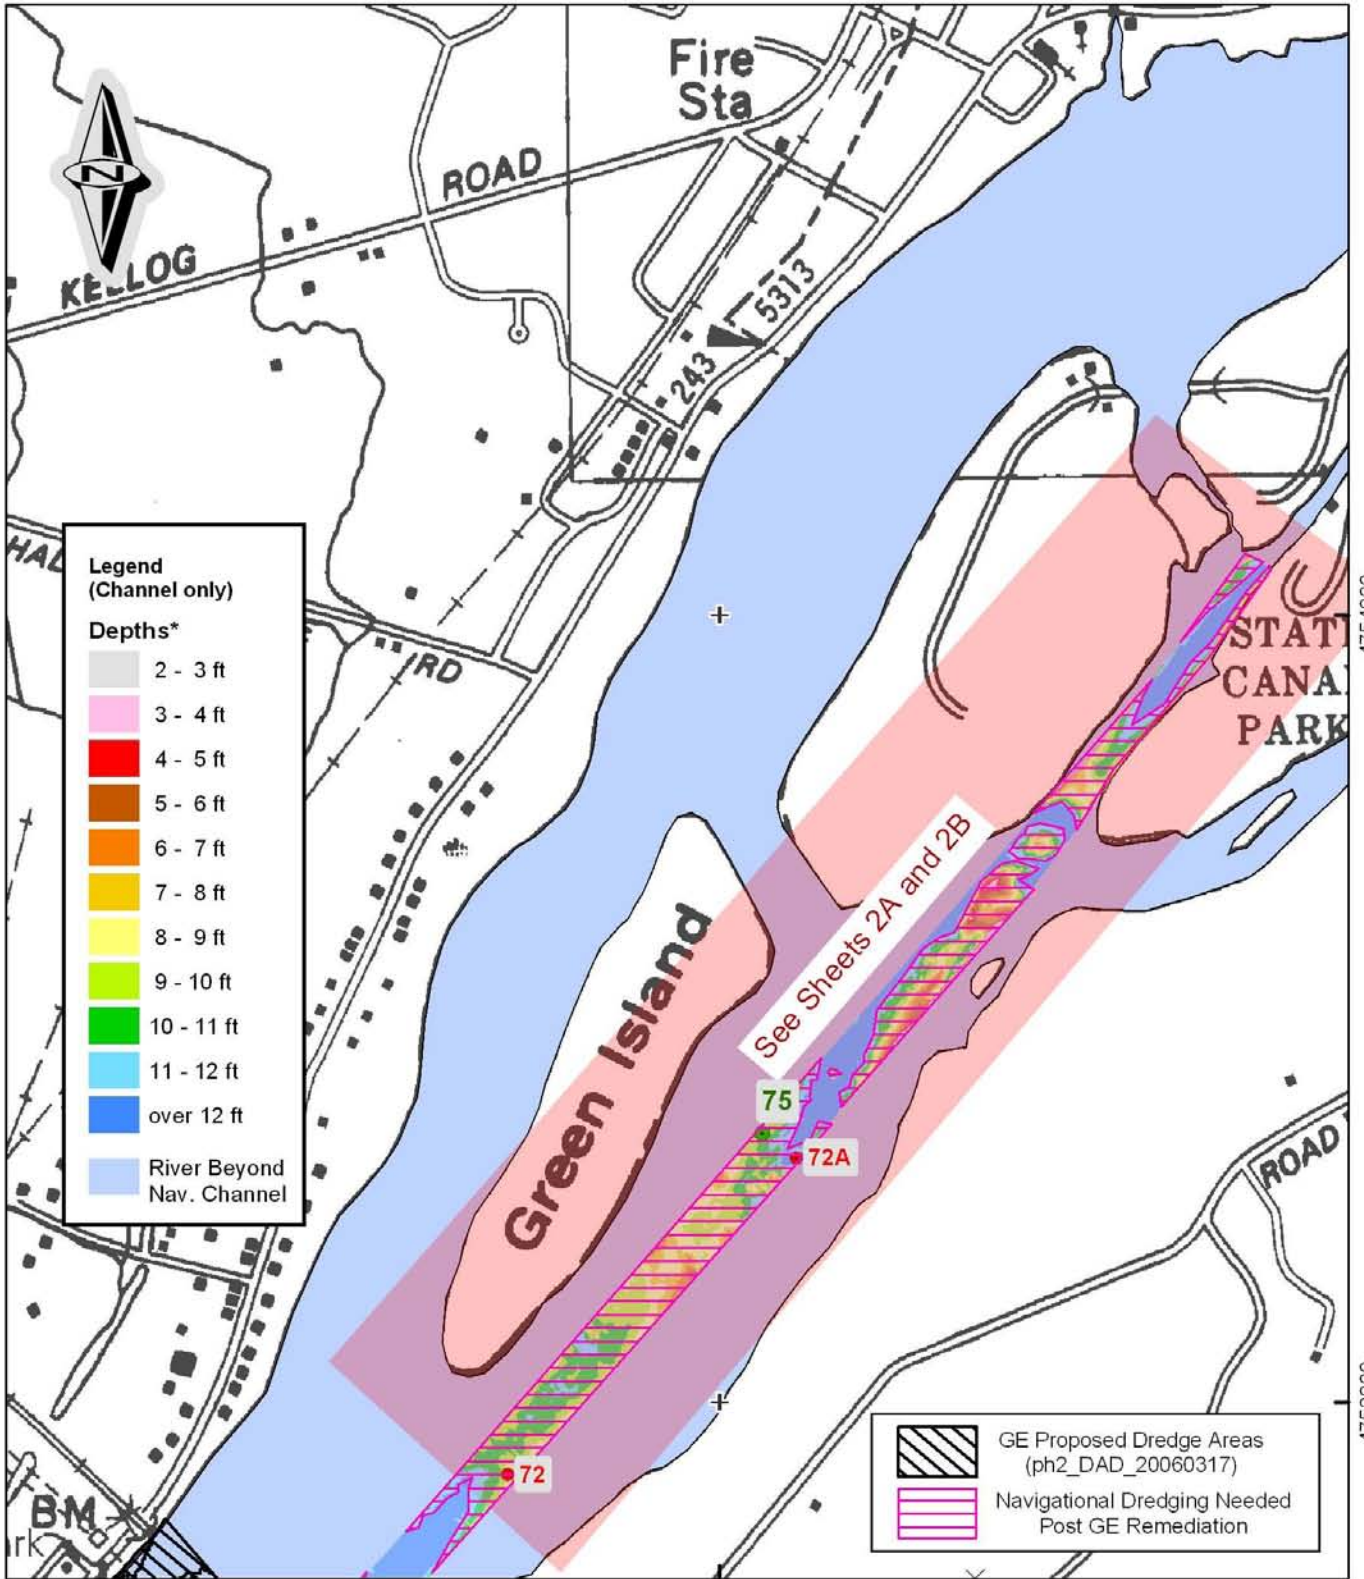 Fire
Sta
N
ROAD
KELLOG
5313
243
Legend
(Channel only)
Depths*
2 - 3 ft
3 - 4 ft
4 - 5 ft
5 - 6 ft
6 - 7 ft
7 - 8 ft
8 - 9 ft
9 - 10 ft
10 - 11 ft
11 - 12 ft
over 12 ft
River Beyond
Nav. Channel
HAL
RD
STAT
CANA
PARK
See Sheets 2A and 2B
Green Island
75
72A
ROAD
72
BM
ark
GE Proposed Dredge Areas
(ph2_DAD_20060317)
Navigational Dredging Needed
Post GE Remediation